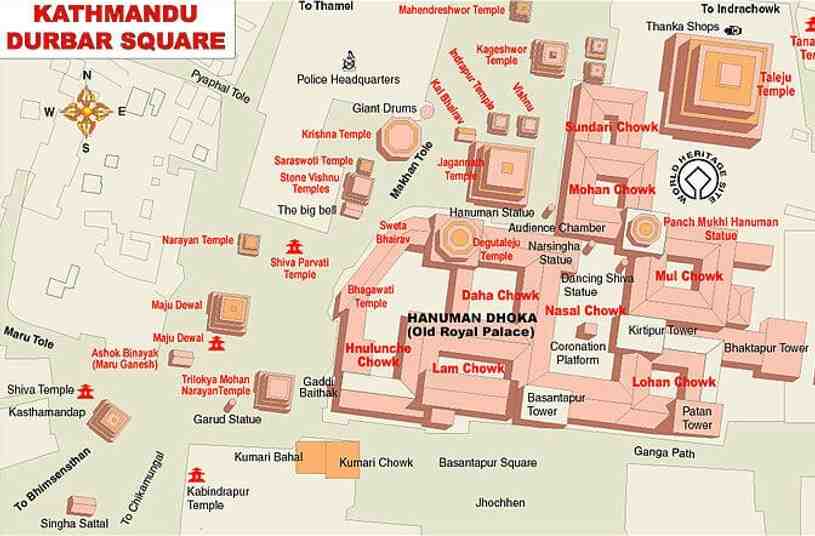 KATHMANDU
DURBAR SQUARE
To Thamel
Mahendreshwor Temple
To Indrachowk
Thanka Shops
Kageshwor
Temple
Taleju
Temple
N
W
E
S
Pyaphal Tole
Police Headquarters
Giant Drums
Kal Bhairav
Indrapur Temple
Vishnu
Krishna Temple
Sundari Chowk
Saraswoti Temple
Stone Vishnu
Temples
Makhan Tole
Jagannath
Temple
WORLD HERITAGE SITE
Mohan Chowk
The big bell
Hanuman Statue
Audience Chamber
Panch Mukhi Hanuman
Statue
Sweta
Bhairav
Degutaleju
Temple
Narsingha
Statue
Narayan Temple
Shiva Parvati
Temple
Dancing Shiva
Statue
Mul Chowk
Bhagawati
Temple
Daha Chowk
Nasal Chowk
Maju Dewal
HANUMAN DHOKA
(Old Royal Palace)
Kirtipur Tower
Maru Tole
Maju Dewal
Hnulunche
Chowk
Coronation
Platform
Bhaktapur Tower
Ashok Binayak
(Maru Ganesh)
Lam Chowk
Lohan Chowk
Shiva Temple
Trilokya Mohan
NarayanTemple
Gaddi
Baithak
Basantapur
Tower
Patan
Tower
Kasthamandap
Garud Statue
Ganga Path
Kumari Bahal
Kumari Chowk
Basantapur Square
To Bhimsensthan
To Chikamungal
Kabindrapur
Temple
Jhochhen
Singha Sattal